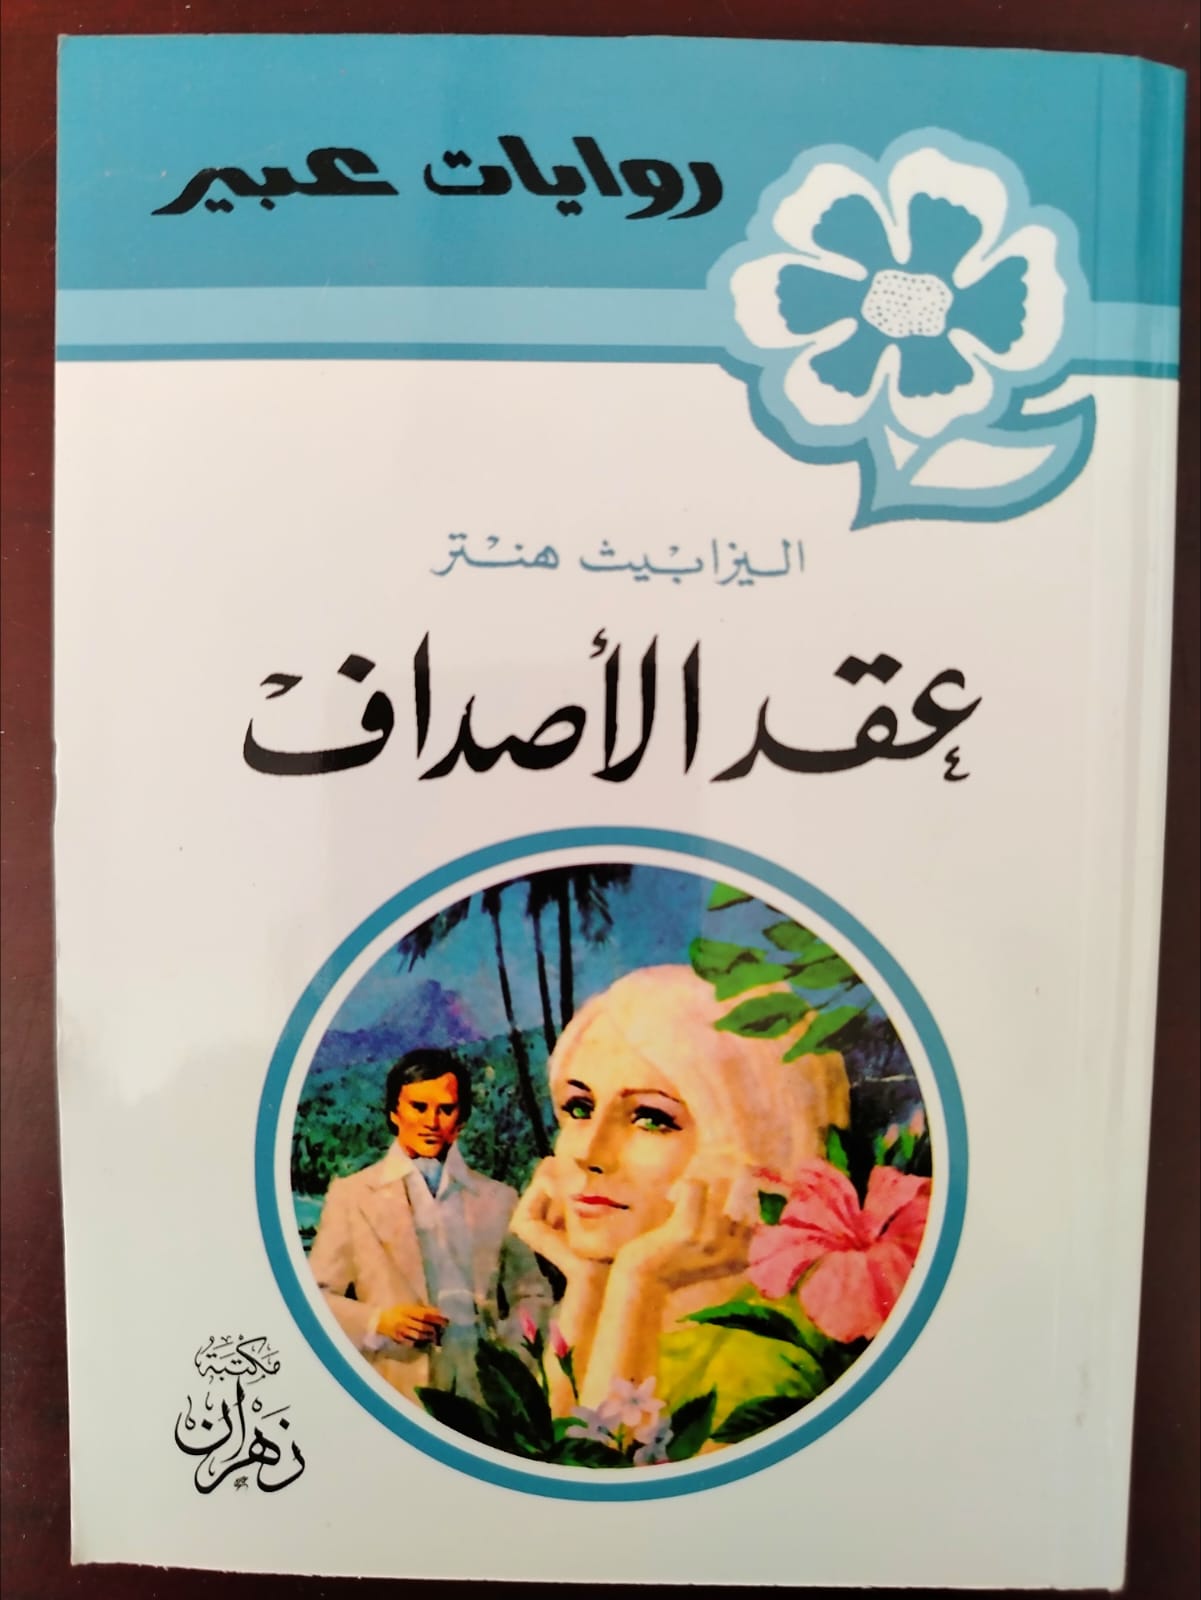 روايات عبير
اليزابيث هنتر
عقد الأصداف
مكتبة
زهران